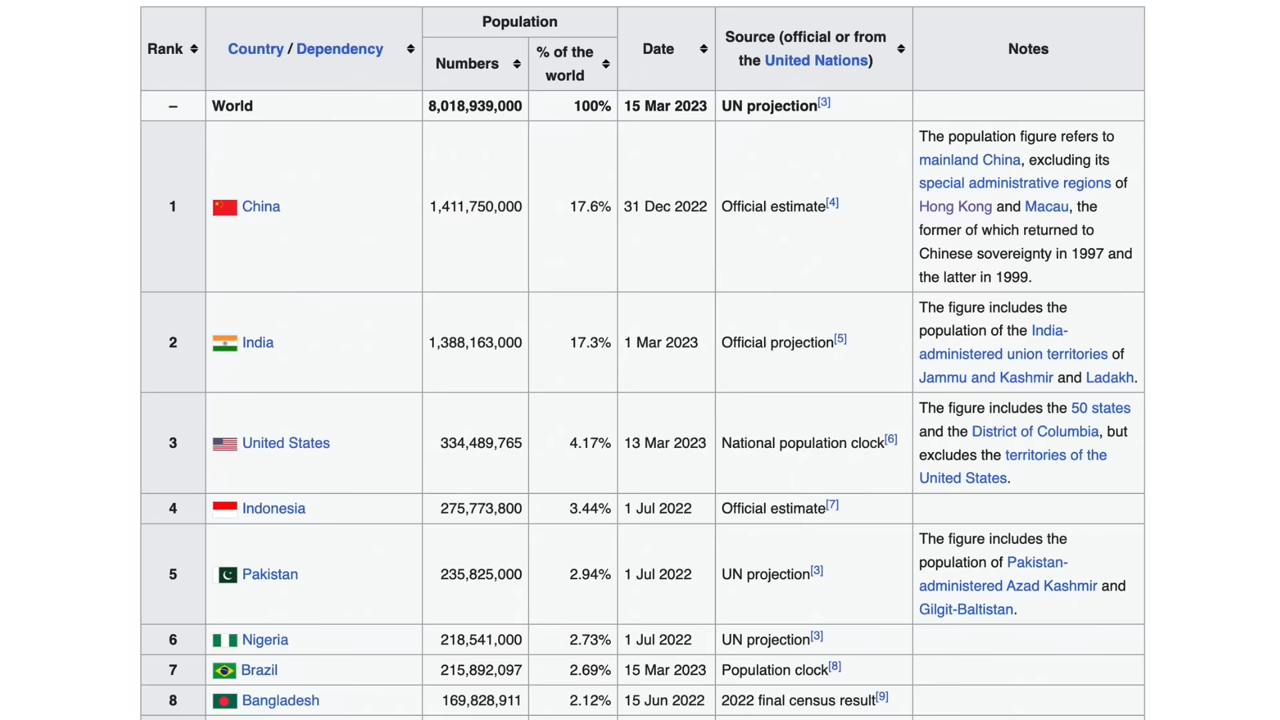 Population
Rank Country / Dependency Numbers % of the world Date Source (official or from the United Nations) Notes
– World 8,018,939,000 100% 15 Mar 2023 UN projection[3]
1 China 1,411,750,000 17.6% 31 Dec 2022 Official estimate[4]
The population figure refers to
mainland China, excluding its
special administrative regions of
Hong Kong and Macau, the
former of which returned to
Chinese sovereignty in 1997 and
the latter in 1999.
2 India 1,388,163,000 17.3% 1 Mar 2023 Official projection[5]
The figure includes the
population of the India-
administered union territories of
Jammu and Kashmir and Ladakh.
3 United States 334,489,765 4.17% 13 Mar 2023 National population clock[6]
The figure includes the 50 states
and the District of Columbia, but
excludes the territories of the
United States.
4 Indonesia 275,773,800 3.44% 1 Jul 2022 Official estimate[7]
5 Pakistan 235,825,000 2.94% 1 Jul 2022 UN projection[3]
The figure includes the
population of Pakistan-
administered Azad Kashmir and
Gilgit-Baltistan.
6 Nigeria 218,541,000 2.73% 1 Jul 2022 UN projection[3]
7 Brazil 215,892,097 2.69% 15 Mar 2023 Population clock[8]
8 Bangladesh 169,828,911 2.12% 15 Jun 2022 2022 final census result[9]